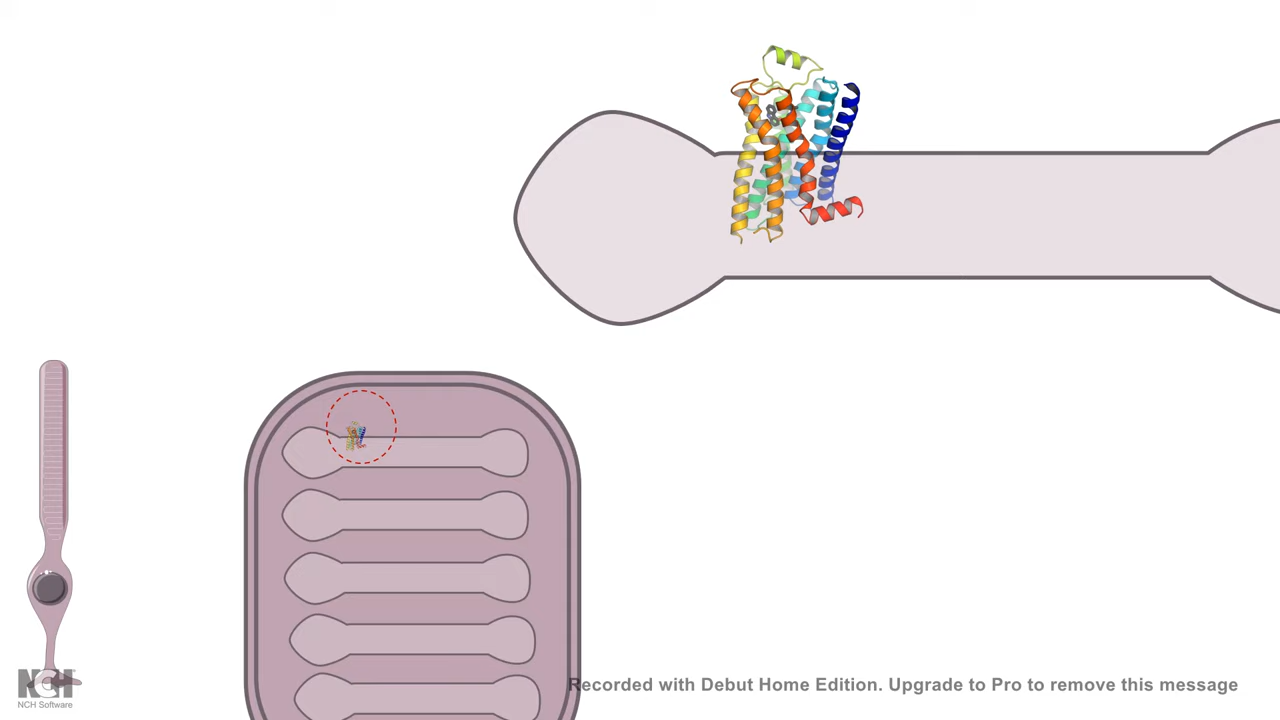 Recorded with Debut Home Edition. Upgrade to Pro to remove this message
NCH
NCH Software